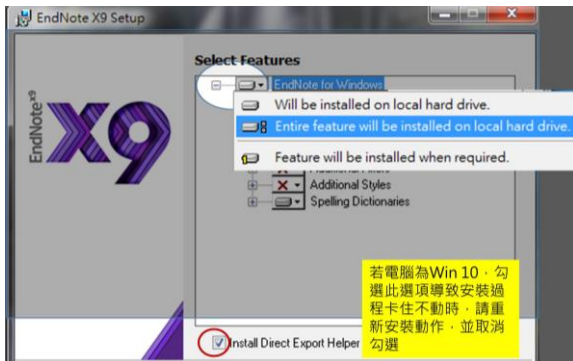 EndNote X9 Setup
Select Features
EndNote for Windows
Will be installed on local hard drive.
Entire feature will be installed on local hard drive.
Feature will be installed when required.
Additional Styles
Spelling Dictionaries
EndNote X9
X9
若電腦為Win 10，勾
選此選項導致安裝過
程卡住不動時，請重
新安裝動作，並取消
勾選
Install Direct Export Helper